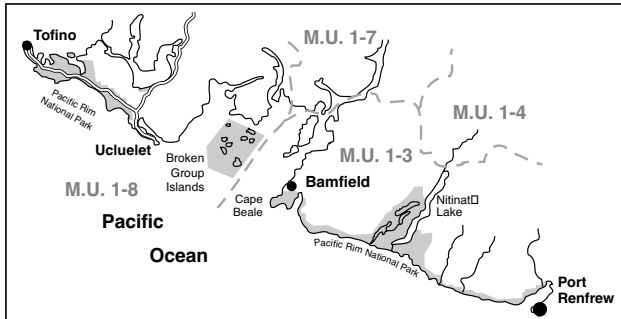 M.U. 1-7
Tofino
M.U. 1-4
Pacific Rim
National Park
Ucluelet
Broken
Group
Islands
M.U. 1-3
M.U. 1-8
Bamfield
Cape
Beale
Nitinat
Lake
Pacific
Ocean
Pacific Rim National Park
Port
Renfrew